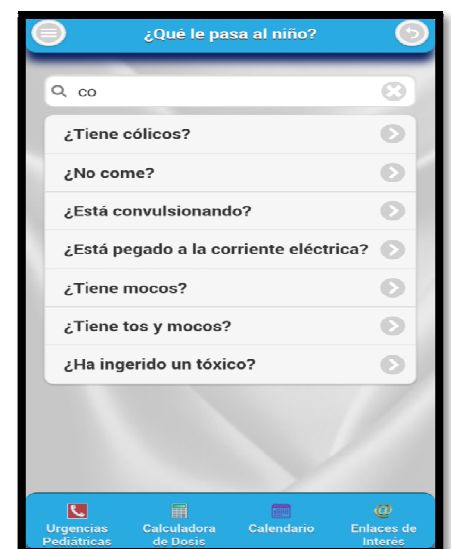 ¿Qué le pasa al niño?
co
¿Tiene cólicos?
¿No come?
¿Está convulsionando?
¿Está pegado a la corriente eléctrica?
¿Tiene mocos?
¿Tiene tos y mocos?
¿Ha ingerido un tóxico?
Urgencias Pediátricas
Calculadora de Dosis
Calendario
Enlaces de Interés